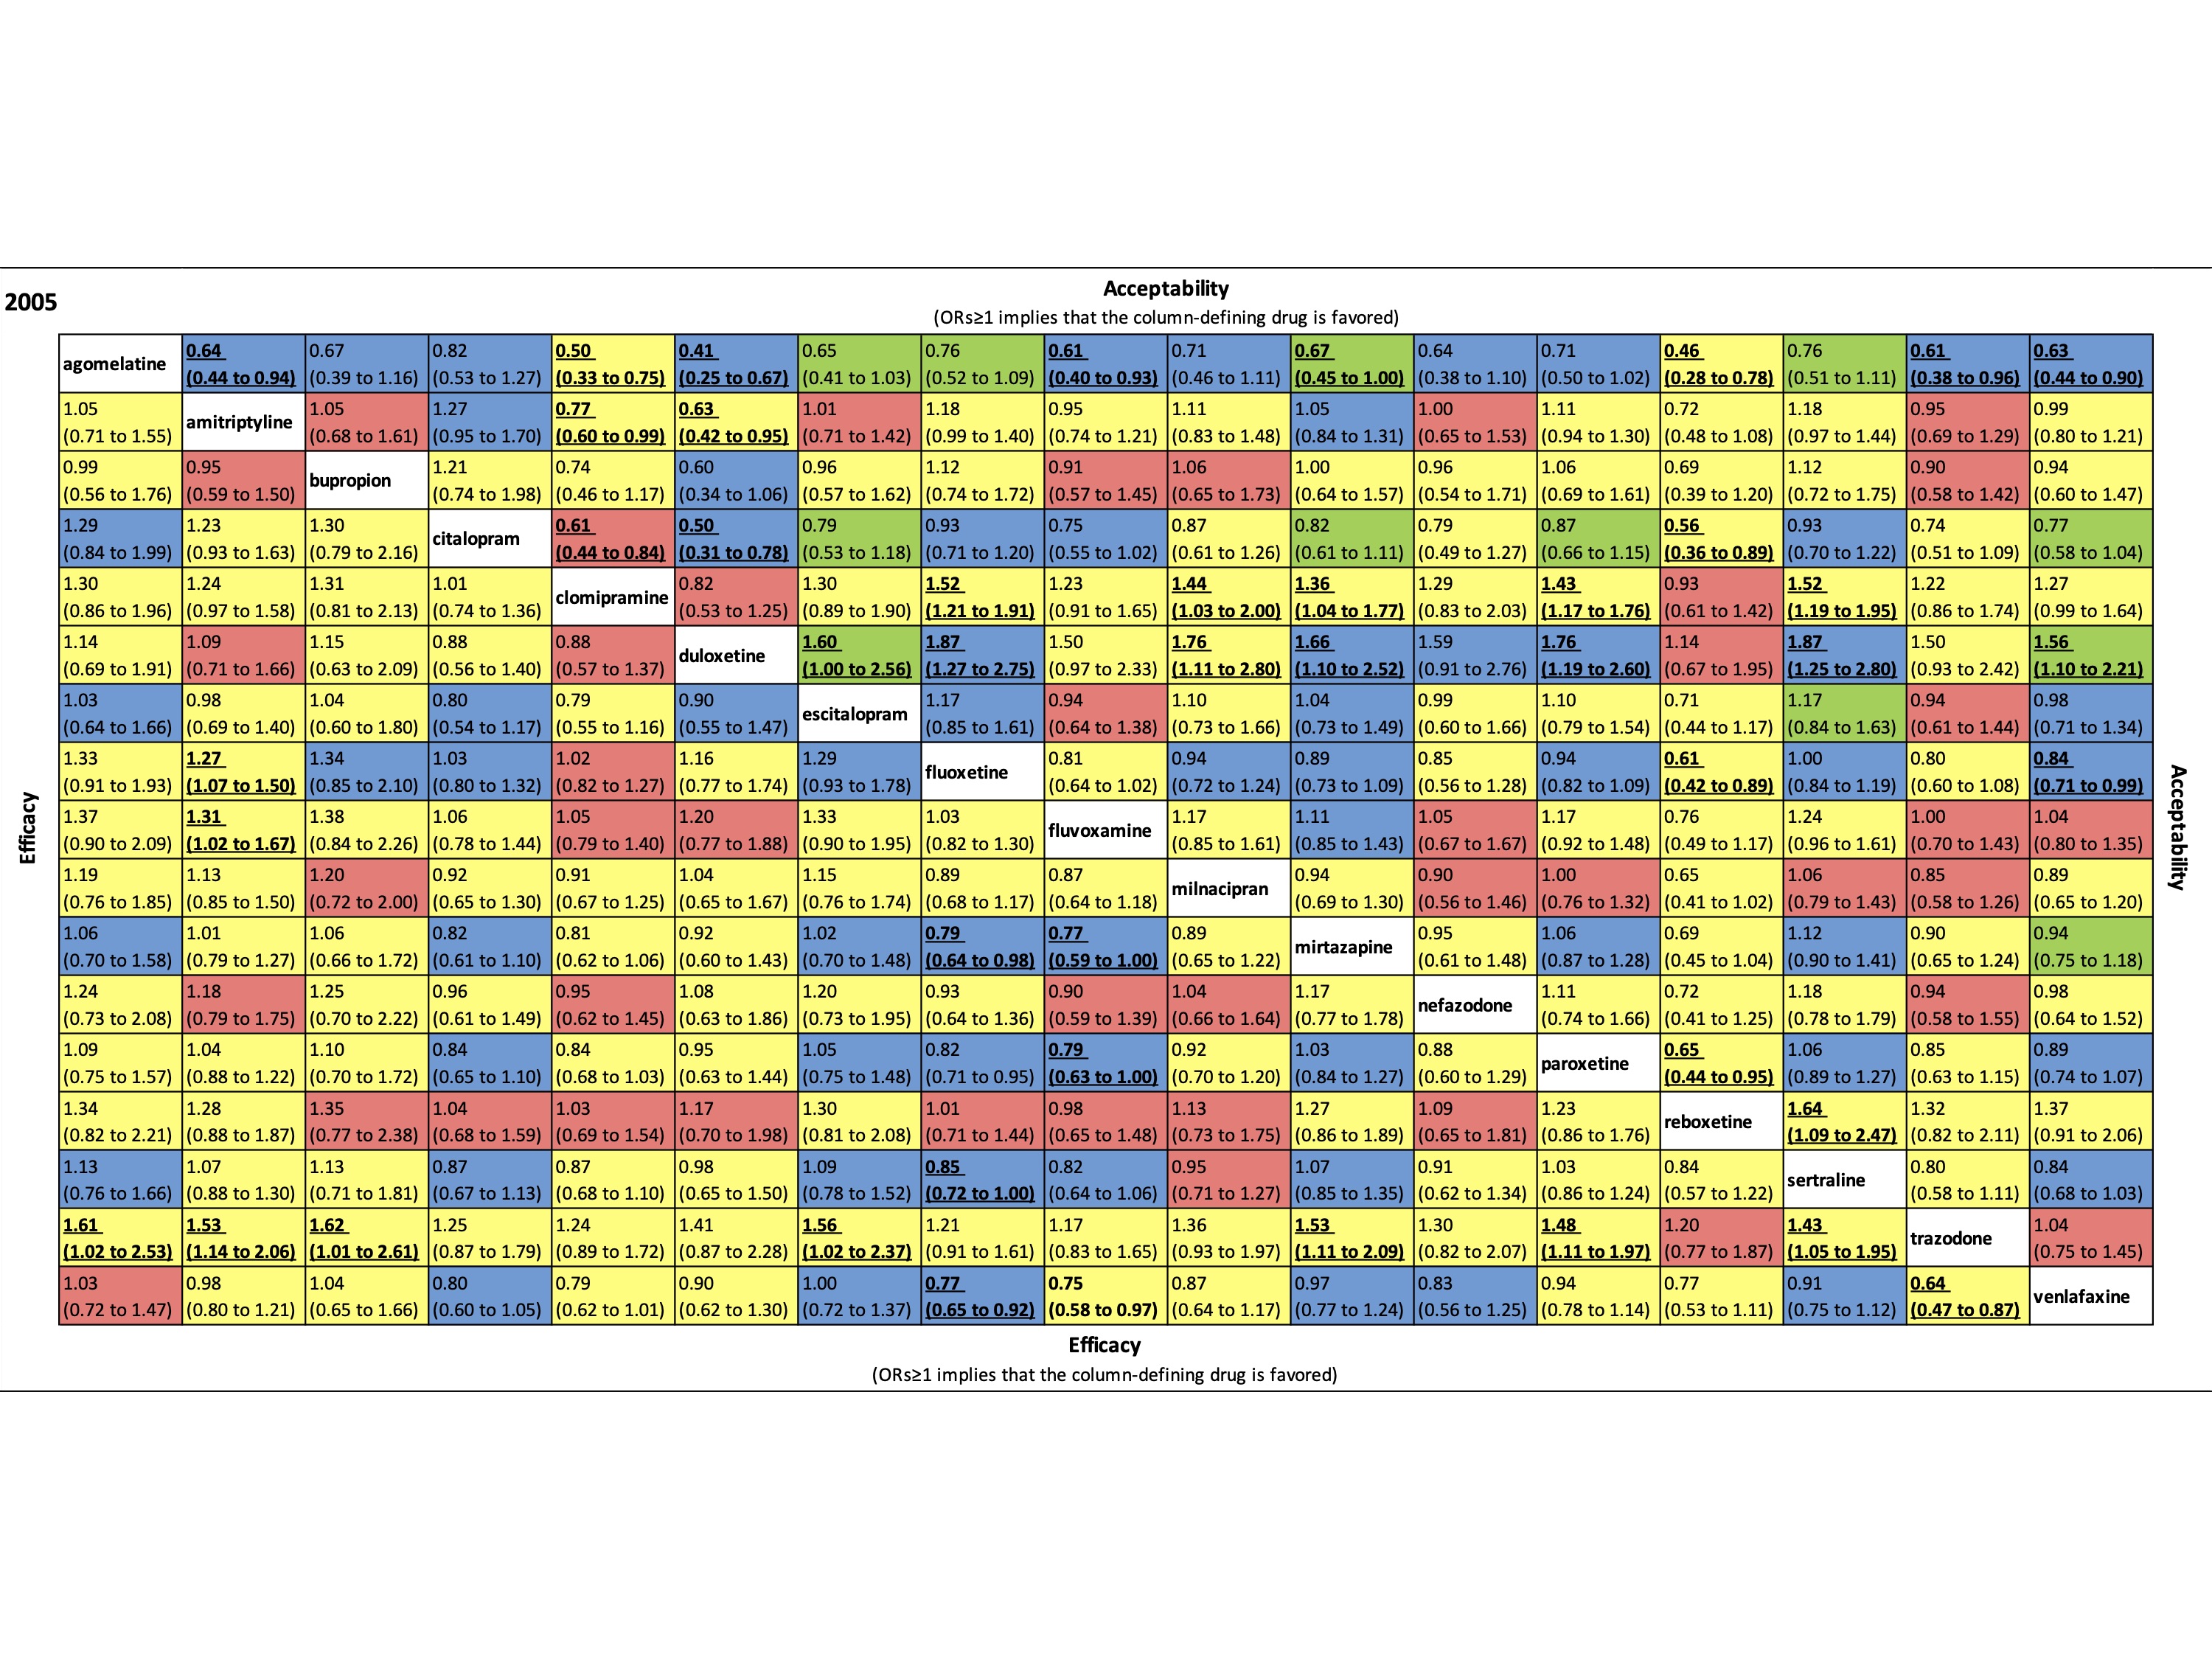 Acceptability
2005
(ORs≥1 implies that the column-defining drug is favored)
agomelatine 0.64 (0.44 to 0.94) 0.67 (0.39 to 1.16) 0.82 (0.53 to 1.27) 0.50 (0.33 to 0.75) 0.41 (0.25 to 0.67) 0.65 (0.41 to 1.03) 0.76 (0.52 to 1.09) 0.61 (0.40 to 0.93) 0.71 (0.46 to 1.11) 0.67 (0.45 to 1.00) 0.64 (0.38 to 1.10) 0.71 (0.50 to 1.02) 0.46 (0.28 to 0.78) 0.76 (0.51 to 1.11) 0.61 (0.38 to 0.96) 0.63 (0.44 to 0.90)
1.05 (0.71 to 1.55) amitriptyline 1.05 (0.68 to 1.61) 1.27 (0.95 to 1.70) 0.77 (0.60 to 0.99) 0.63 (0.42 to 0.95) 1.01 (0.71 to 1.42) 1.18 (0.99 to 1.40) 0.95 (0.74 to 1.21) 1.11 (0.83 to 1.48) 1.05 (0.84 to 1.31) 1.00 (0.65 to 1.53) 1.11 (0.94 to 1.30) 0.72 (0.48 to 1.08) 1.18 (0.97 to 1.44) 0.95 (0.69 to 1.29) 0.99 (0.80 to 1.21)
0.99 (0.56 to 1.76) 0.95 (0.59 to 1.50) bupropion 1.21 (0.74 to 1.98) 0.74 (0.46 to 1.17) 0.60 (0.34 to 1.06) 0.96 (0.57 to 1.62) 1.12 (0.74 to 1.72) 0.91 (0.57 to 1.45) 1.06 (0.65 to 1.73) 1.00 (0.64 to 1.57) 0.96 (0.54 to 1.71) 1.06 (0.69 to 1.61) 0.69 (0.39 to 1.20) 1.12 (0.72 to 1.75) 0.90 (0.58 to 1.42) 0.94 (0.60 to 1.47)
1.29 (0.84 to 1.99) 1.23 (0.93 to 1.63) 1.30 (0.79 to 2.16) citalopram 0.61 (0.44 to 0.84) 0.50 (0.31 to 0.78) 0.79 (0.53 to 1.18) 0.93 (0.71 to 1.20) 0.75 (0.55 to 1.02) 0.87 (0.61 to 1.26) 0.82 (0.61 to 1.11) 0.79 (0.49 to 1.27) 0.87 (0.66 to 1.15) 0.56 (0.36 to 0.89) 0.93 (0.70 to 1.22) 0.74 (0.51 to 1.09) 0.77 (0.58 to 1.04)
1.30 (0.86 to 1.96) 1.24 (0.97 to 1.58) 1.31 (0.81 to 2.13) 1.01 (0.74 to 1.36) clomipramine 0.82 (0.53 to 1.25) 1.30 (0.89 to 1.90) 1.52 (1.21 to 1.91) 1.23 (0.91 to 1.65) 1.44 (1.03 to 2.00) 1.36 (1.04 to 1.77) 1.29 (0.83 to 2.03) 1.43 (1.17 to 1.76) 0.93 (0.61 to 1.42) 1.52 (1.19 to 1.95) 1.22 (0.86 to 1.74) 1.27 (0.99 to 1.64)
1.14 (0.69 to 1.91) 1.09 (0.71 to 1.66) 1.15 (0.63 to 2.09) 0.88 (0.56 to 1.40) 0.88 (0.57 to 1.37) duloxetine 1.60 (1.00 to 2.56) 1.87 (1.27 to 2.75) 1.50 (0.97 to 2.33) 1.76 (1.11 to 2.80) 1.66 (1.10 to 2.52) 1.59 (0.91 to 2.76) 1.76 (1.19 to 2.60) 1.14 (0.67 to 1.95) 1.87 (1.25 to 2.80) 1.50 (0.93 to 2.42) 1.56 (1.10 to 2.21)
1.03 (0.64 to 1.66) 0.98 (0.69 to 1.40) 1.04 (0.60 to 1.80) 0.80 (0.54 to 1.17) 0.79 (0.55 to 1.16) 0.90 (0.55 to 1.47) escitalopram 1.17 (0.85 to 1.61) 0.94 (0.64 to 1.38) 1.10 (0.73 to 1.66) 1.04 (0.73 to 1.49) 0.99 (0.60 to 1.66) 1.10 (0.79 to 1.54) 0.71 (0.44 to 1.17) 1.17 (0.84 to 1.63) 0.94 (0.61 to 1.44) 0.98 (0.71 to 1.34)
1.33 (0.91 to 1.93) 1.27 (1.07 to 1.50) 1.34 (0.85 to 2.10) 1.03 (0.80 to 1.32) 1.02 (0.82 to 1.27) 1.16 (0.77 to 1.74) 1.29 (0.93 to 1.78) fluoxetine 0.81 (0.64 to 1.02) 0.94 (0.72 to 1.24) 0.89 (0.73 to 1.09) 0.85 (0.56 to 1.28) 0.94 (0.82 to 1.09) 0.61 (0.42 to 0.89) 1.00 (0.84 to 1.19) 0.80 (0.60 to 1.08) 0.84 (0.71 to 0.99)
1.37 (0.90 to 2.09) 1.31 (1.02 to 1.67) 1.38 (0.84 to 2.26) 1.06 (0.78 to 1.44) 1.05 (0.79 to 1.40) 1.20 (0.77 to 1.88) 1.33 (0.90 to 1.95) 1.03 (0.82 to 1.30) fluvoxamine 1.17 (0.85 to 1.61) 1.11 (0.85 to 1.43) 1.05 (0.67 to 1.67) 1.17 (0.92 to 1.48) 0.76 (0.49 to 1.17) 1.24 (0.96 to 1.61) 1.00 (0.70 to 1.43) 1.04 (0.80 to 1.35)
1.19 (0.76 to 1.85) 1.13 (0.85 to 1.50) 1.20 (0.72 to 2.00) 0.92 (0.65 to 1.30) 0.91 (0.67 to 1.25) 1.04 (0.65 to 1.67) 1.15 (0.76 to 1.74) 0.89 (0.68 to 1.17) 0.87 (0.64 to 1.18) milnacipran 0.94 (0.69 to 1.30) 0.90 (0.56 to 1.46) 1.00 (0.76 to 1.32) 0.65 (0.41 to 1.02) 1.06 (0.79 to 1.43) 0.85 (0.58 to 1.26) 0.89 (0.65 to 1.20)
1.06 (0.70 to 1.58) 1.01 (0.79 to 1.27) 1.06 (0.66 to 1.72) 0.82 (0.61 to 1.10) 0.81 (0.62 to 1.06) 0.92 (0.60 to 1.43) 1.02 (0.70 to 1.48) 0.79 (0.64 to 0.98) 0.77 (0.59 to 1.00) 0.89 (0.65 to 1.22) mirtazapine 0.95 (0.61 to 1.48) 1.06 (0.87 to 1.28) 0.69 (0.45 to 1.04) 1.12 (0.90 to 1.41) 0.90 (0.65 to 1.24) 0.94 (0.75 to 1.18)
1.24 (0.73 to 2.08) 1.18 (0.79 to 1.75) 1.25 (0.70 to 2.22) 0.96 (0.61 to 1.49) 0.95 (0.62 to 1.45) 1.08 (0.63 to 1.86) 1.20 (0.73 to 1.95) 0.93 (0.64 to 1.36) 0.90 (0.59 to 1.39) 1.04 (0.66 to 1.64) 1.17 (0.77 to 1.78) nefazodone 1.11 (0.74 to 1.66) 0.72 (0.41 to 1.25) 1.18 (0.78 to 1.79) 0.94 (0.58 to 1.55) 0.98 (0.64 to 1.52)
1.09 (0.75 to 1.57) 1.04 (0.88 to 1.22) 1.10 (0.70 to 1.72) 0.84 (0.65 to 1.10) 0.84 (0.68 to 1.03) 0.95 (0.63 to 1.44) 1.05 (0.75 to 1.48) 0.82 (0.71 to 0.95) 0.79 (0.63 to 1.00) 0.92 (0.70 to 1.20) 1.03 (0.84 to 1.27) 0.88 (0.60 to 1.29) paroxetine 0.65 (0.44 to 0.95) 1.06 (0.89 to 1.27) 0.85 (0.63 to 1.15) 0.89 (0.74 to 1.07)
1.34 (0.82 to 2.21) 1.28 (0.88 to 1.87) 1.35 (0.77 to 2.38) 1.04 (0.68 to 1.59) 1.03 (0.69 to 1.54) 1.17 (0.70 to 1.98) 1.30 (0.81 to 2.08) 1.01 (0.71 to 1.44) 0.98 (0.65 to 1.48) 1.13 (0.73 to 1.75) 1.27 (0.86 to 1.89) 1.09 (0.65 to 1.81) 1.23 (0.86 to 1.76) reboxetine 1.64 (1.09 to 2.47) 1.32 (0.82 to 2.11) 1.37 (0.91 to 2.06)
1.13 (0.76 to 1.66) 1.07 (0.88 to 1.30) 1.13 (0.71 to 1.81) 0.87 (0.67 to 1.13) 0.87 (0.68 to 1.10) 0.98 (0.65 to 1.50) 1.09 (0.78 to 1.52) 0.85 (0.72 to 1.00) 0.82 (0.64 to 1.06) 0.95 (0.71 to 1.27) 1.07 (0.85 to 1.35) 0.91 (0.62 to 1.34) 1.03 (0.86 to 1.24) 0.84 (0.57 to 1.22) sertraline 0.80 (0.58 to 1.11) 0.84 (0.68 to 1.03)
1.61 (1.02 to 2.53) 1.53 (1.14 to 2.06) 1.62 (1.01 to 2.61) 1.25 (0.87 to 1.79) 1.24 (0.89 to 1.72) 1.41 (0.87 to 2.28) 1.56 (1.02 to 2.37) 1.21 (0.91 to 1.61) 1.17 (0.83 to 1.65) 1.36 (0.93 to 1.97) 1.53 (1.11 to 2.09) 1.30 (0.82 to 2.07) 1.48 (1.11 to 1.97) 1.20 (0.77 to 1.87) 1.43 (1.05 to 1.95) trazodone 1.04 (0.75 to 1.45)
1.03 (0.72 to 1.47) 0.98 (0.80 to 1.21) 1.04 (0.65 to 1.66) 0.80 (0.60 to 1.05) 0.79 (0.62 to 1.01) 0.90 (0.62 to 1.30) 1.00 (0.72 to 1.37) 0.77 (0.65 to 0.92) 0.75 (0.58 to 0.97) 0.87 (0.64 to 1.17) 0.97 (0.77 to 1.24) 0.83 (0.56 to 1.25) 0.94 (0.78 to 1.14) 0.77 (0.53 to 1.11) 0.91 (0.75 to 1.12) 0.64 (0.47 to 0.87) venlafaxine
Efficacy
Acceptability
Efficacy
(ORs≥1 implies that the column-defining drug is favored)